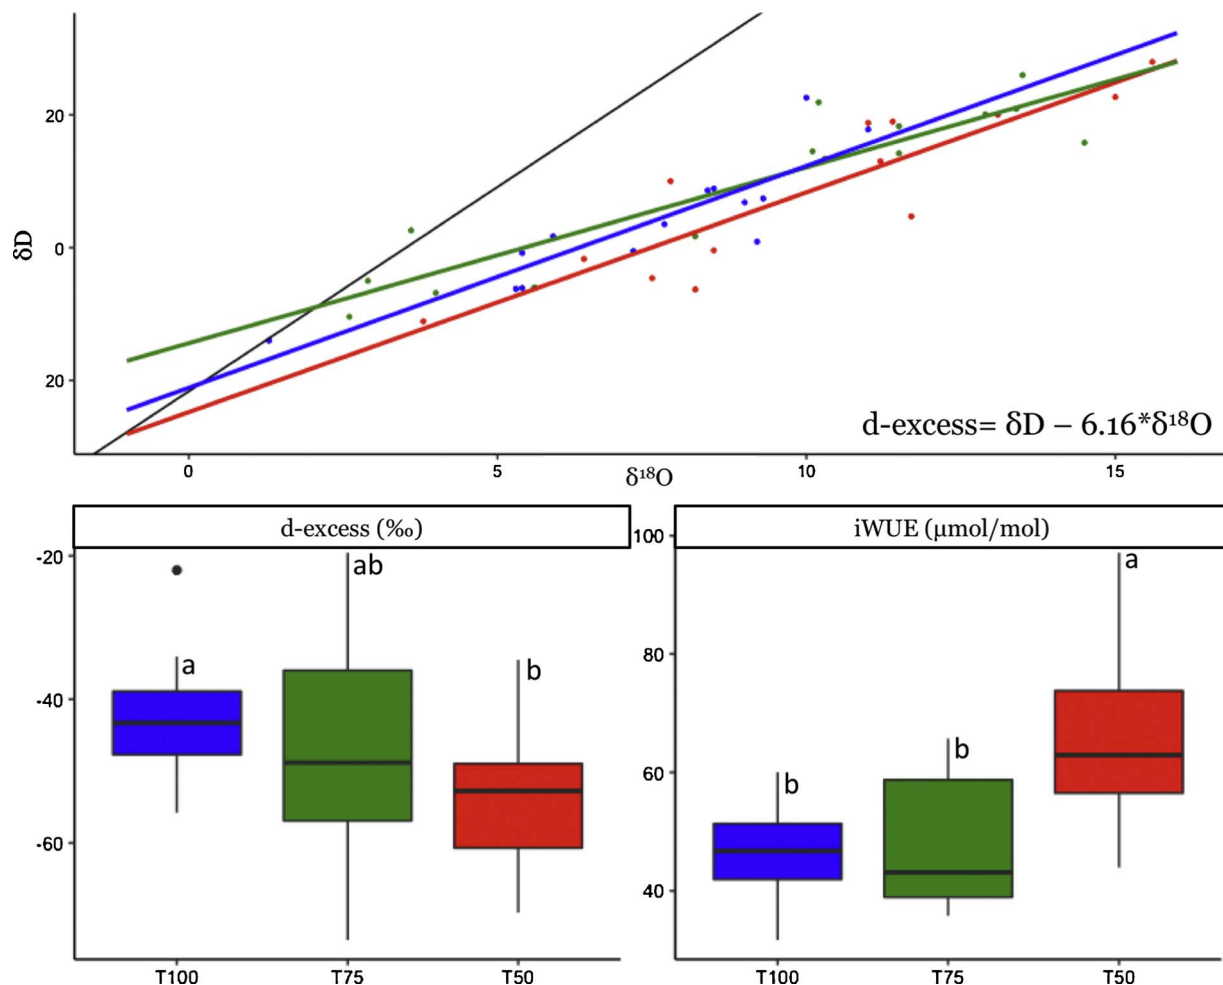 20
0
20
δD
d-excess= δD – 6.16*δ¹⁸O
0 5 10 15
δ¹⁸O
d-excess (‰)
-20
-40
-60
a
ab
b
T100 T75 T50
iWUE (µmol/mol)
100
80
60
40
b
b
a
T100 T75 T50